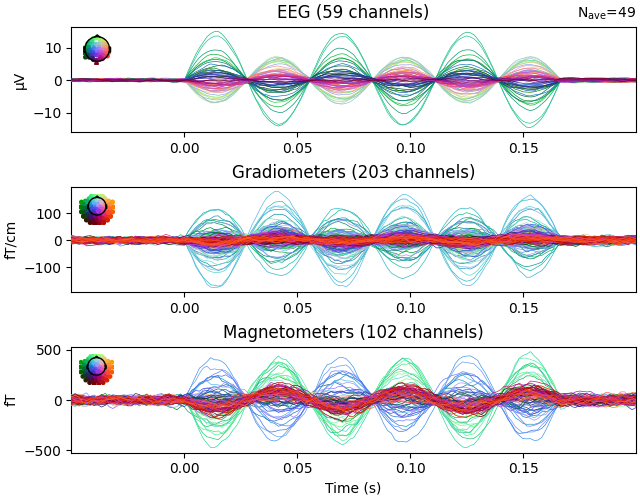 EEG (59 channels)
Nave=49
10
0
−10
µV
0.00 0.05 0.10 0.15
Gradiometers (203 channels)
100
0
−100
fT/cm
0.00 0.05 0.10 0.15
Magnetometers (102 channels)
500
0
−500
fT
0.00 0.05 0.10 0.15
Time (s)